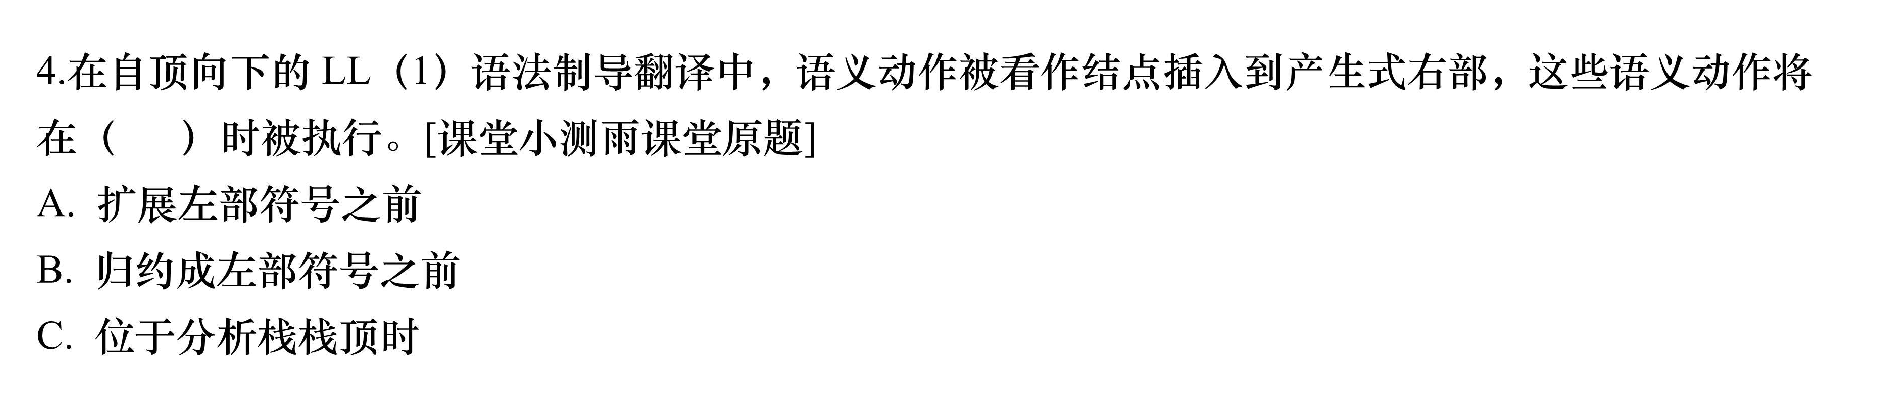 4.在自顶向下的 LL（1）语法制导翻译中，语义动作被看作结点插入到产生式右部，这些语义动作将
在（　 ）时被执行。[课堂小测雨课堂原题]
A. 扩展左部符号之前
B. 归约成左部符号之前
C. 位于分析栈栈顶时